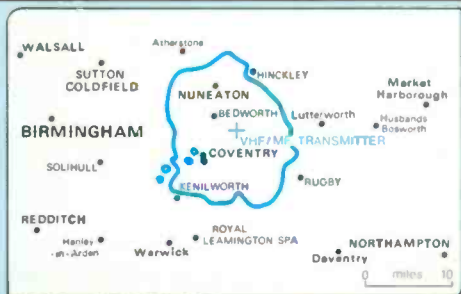 WALSALL
Atherstone
SUTTON
COLDFIELD
HINCKLEY
NUNEATON
Market
Harborough
BEDWORTH
Lutterworth
Husbands
Bosworth
BIRMINGHAM
VHF/MF TRANSMITTER
COVENTRY
SOLIHULL
KENILWORTH
RUGBY
REDDITCH
Henley
-in-Arden
Warwick
ROYAL
LEAMINGTON SPA
Daventry
NORTHAMPTON
0 miles 10